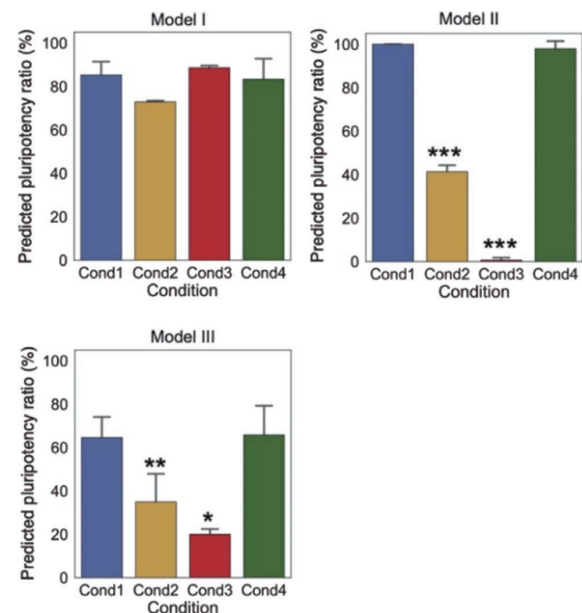 Model I
Predicted pluripotency ratio (%)
100
80
60
40
20
0
Cond1 Cond2 Cond3 Cond4
Condition
Model II
Predicted pluripotency ratio (%)
100
80
60
40
20
0
***
***
Cond1 Cond2 Cond3 Cond4
Condition
Model III
Predicted pluripotency ratio (%)
100
80
60
40
20
0
**
*
Cond1 Cond2 Cond3 Cond4
Condition